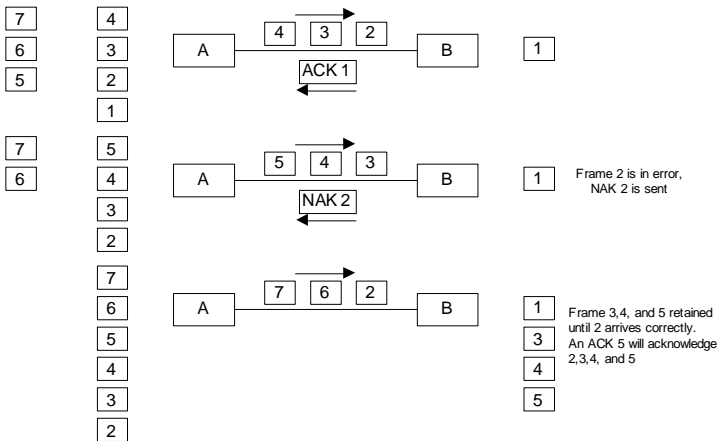 7 4 4 3 2
6 3 A B 1
5 2 ACK 1
1
7 5 5 4 3
6 4 A B 1 Frame 2 is in error,
NAK 2 is sent
3 NAK 2
2
7 7 6 2
6 A B 1 Frame 3,4, and 5 retained
until 2 arrives correctly.
5 3 An ACK 5 will acknowledge
4 4 2,3,4, and 5
3 5
2